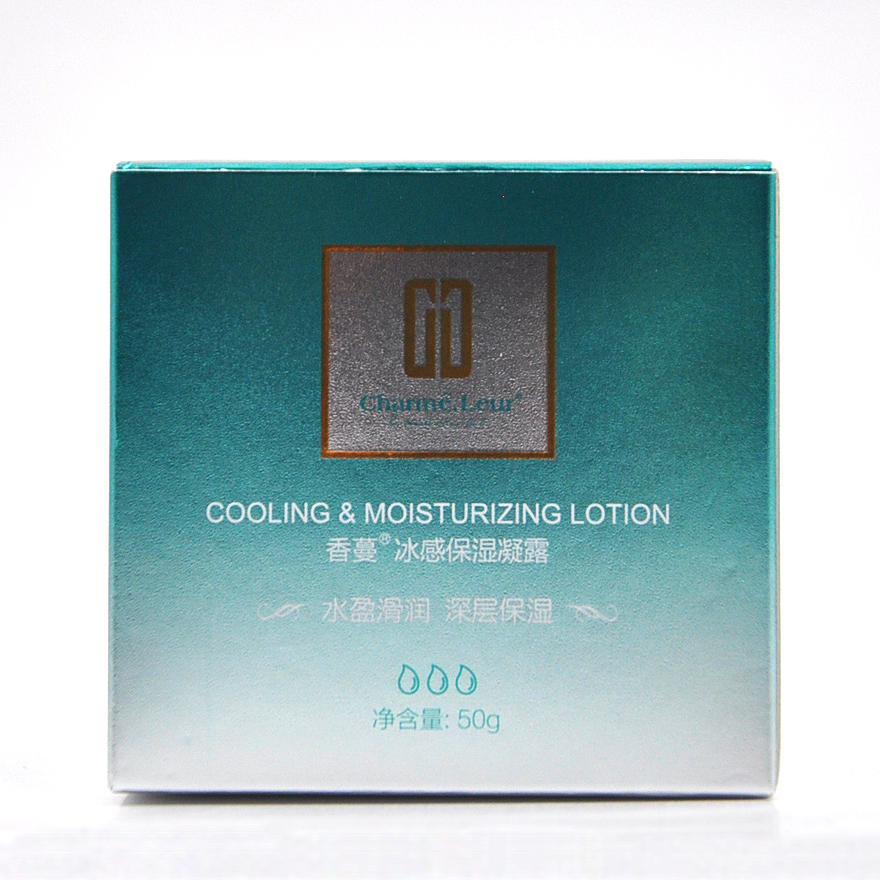 Charmé.Leur®
COOLING & MOISTURIZING LOTION
香蔓®冰感保湿凝露
水盈滑润 深层保湿
净含量: 50g